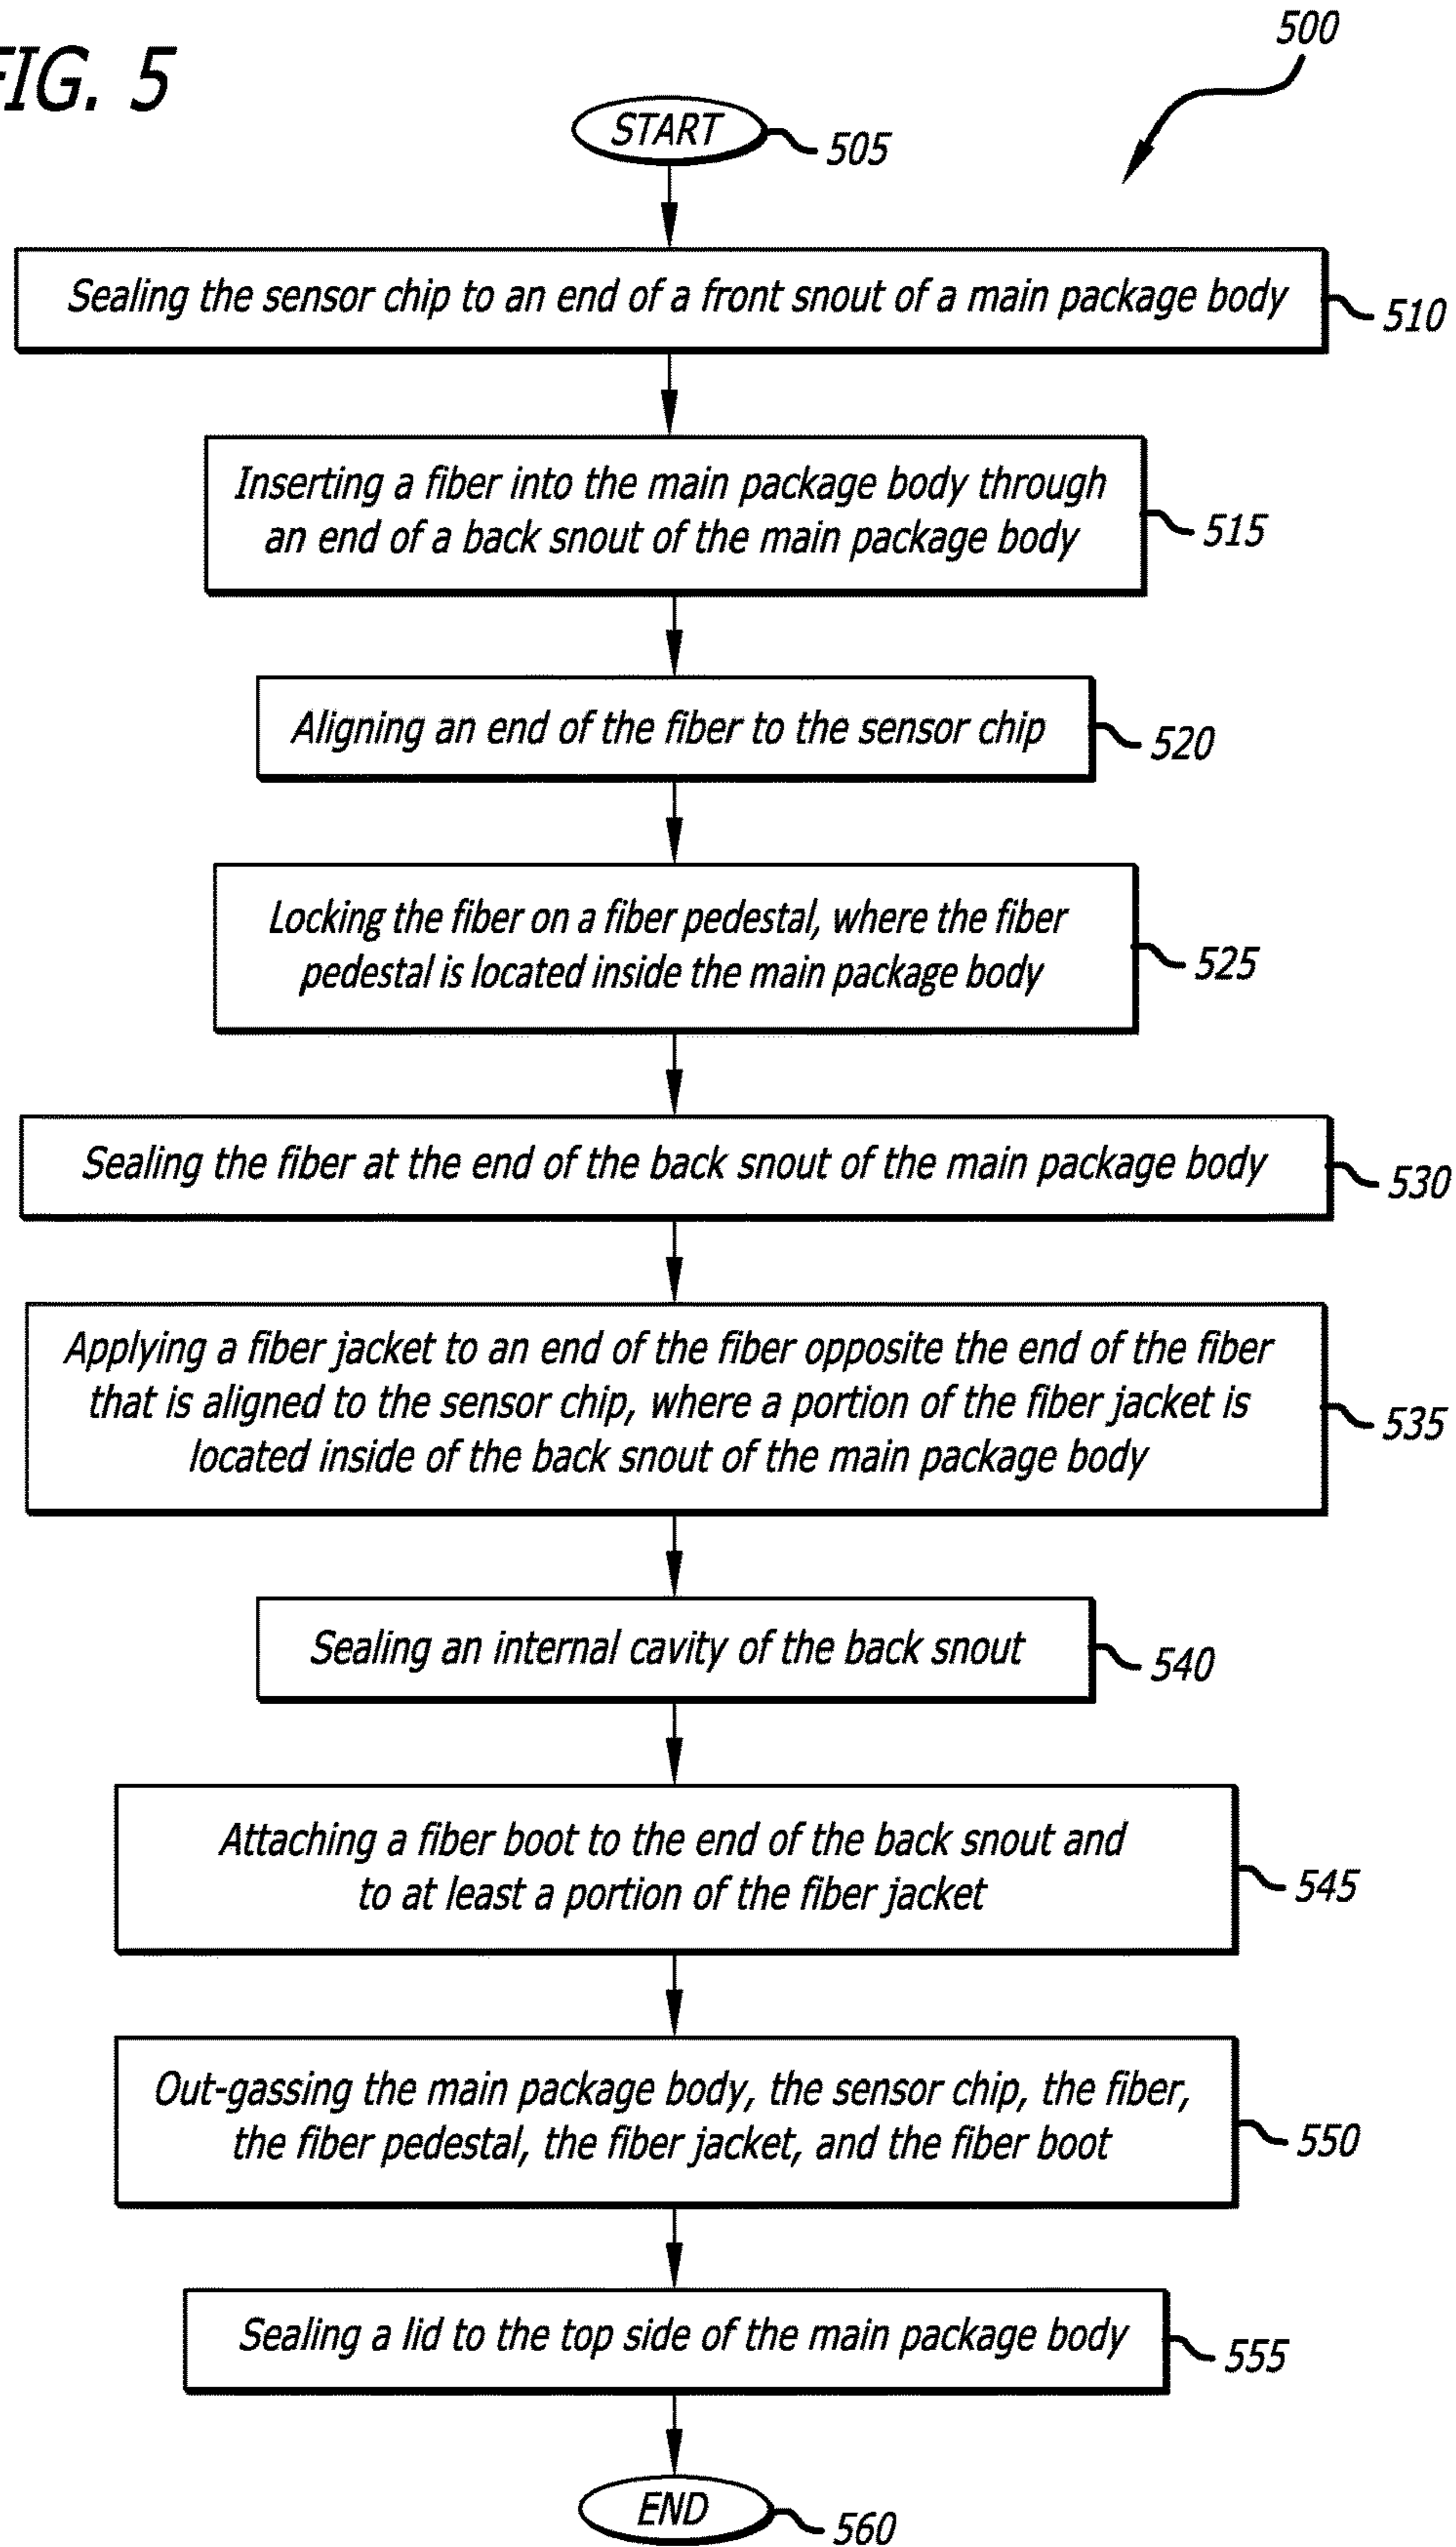 FIG. 5
500
START
505
Sealing the sensor chip to an end of a front snout of a main package body
510
Inserting a fiber into the main package body through
an end of a back snout of the main package body
515
Aligning an end of the fiber to the sensor chip
520
Locking the fiber on a fiber pedestal, where the fiber
pedestal is located inside the main package body
525
Sealing the fiber at the end of the back snout of the main package body
530
Applying a fiber jacket to an end of the fiber opposite the end of the fiber
that is aligned to the sensor chip, where a portion of the fiber jacket is
located inside of the back snout of the main package body
535
Sealing an internal cavity of the back snout
540
Attaching a fiber boot to the end of the back snout and
to at least a portion of the fiber jacket
545
Out-gassing the main package body, the sensor chip, the fiber,
the fiber pedestal, the fiber jacket, and the fiber boot
550
Sealing a lid to the top side of the main package body
555
END
560